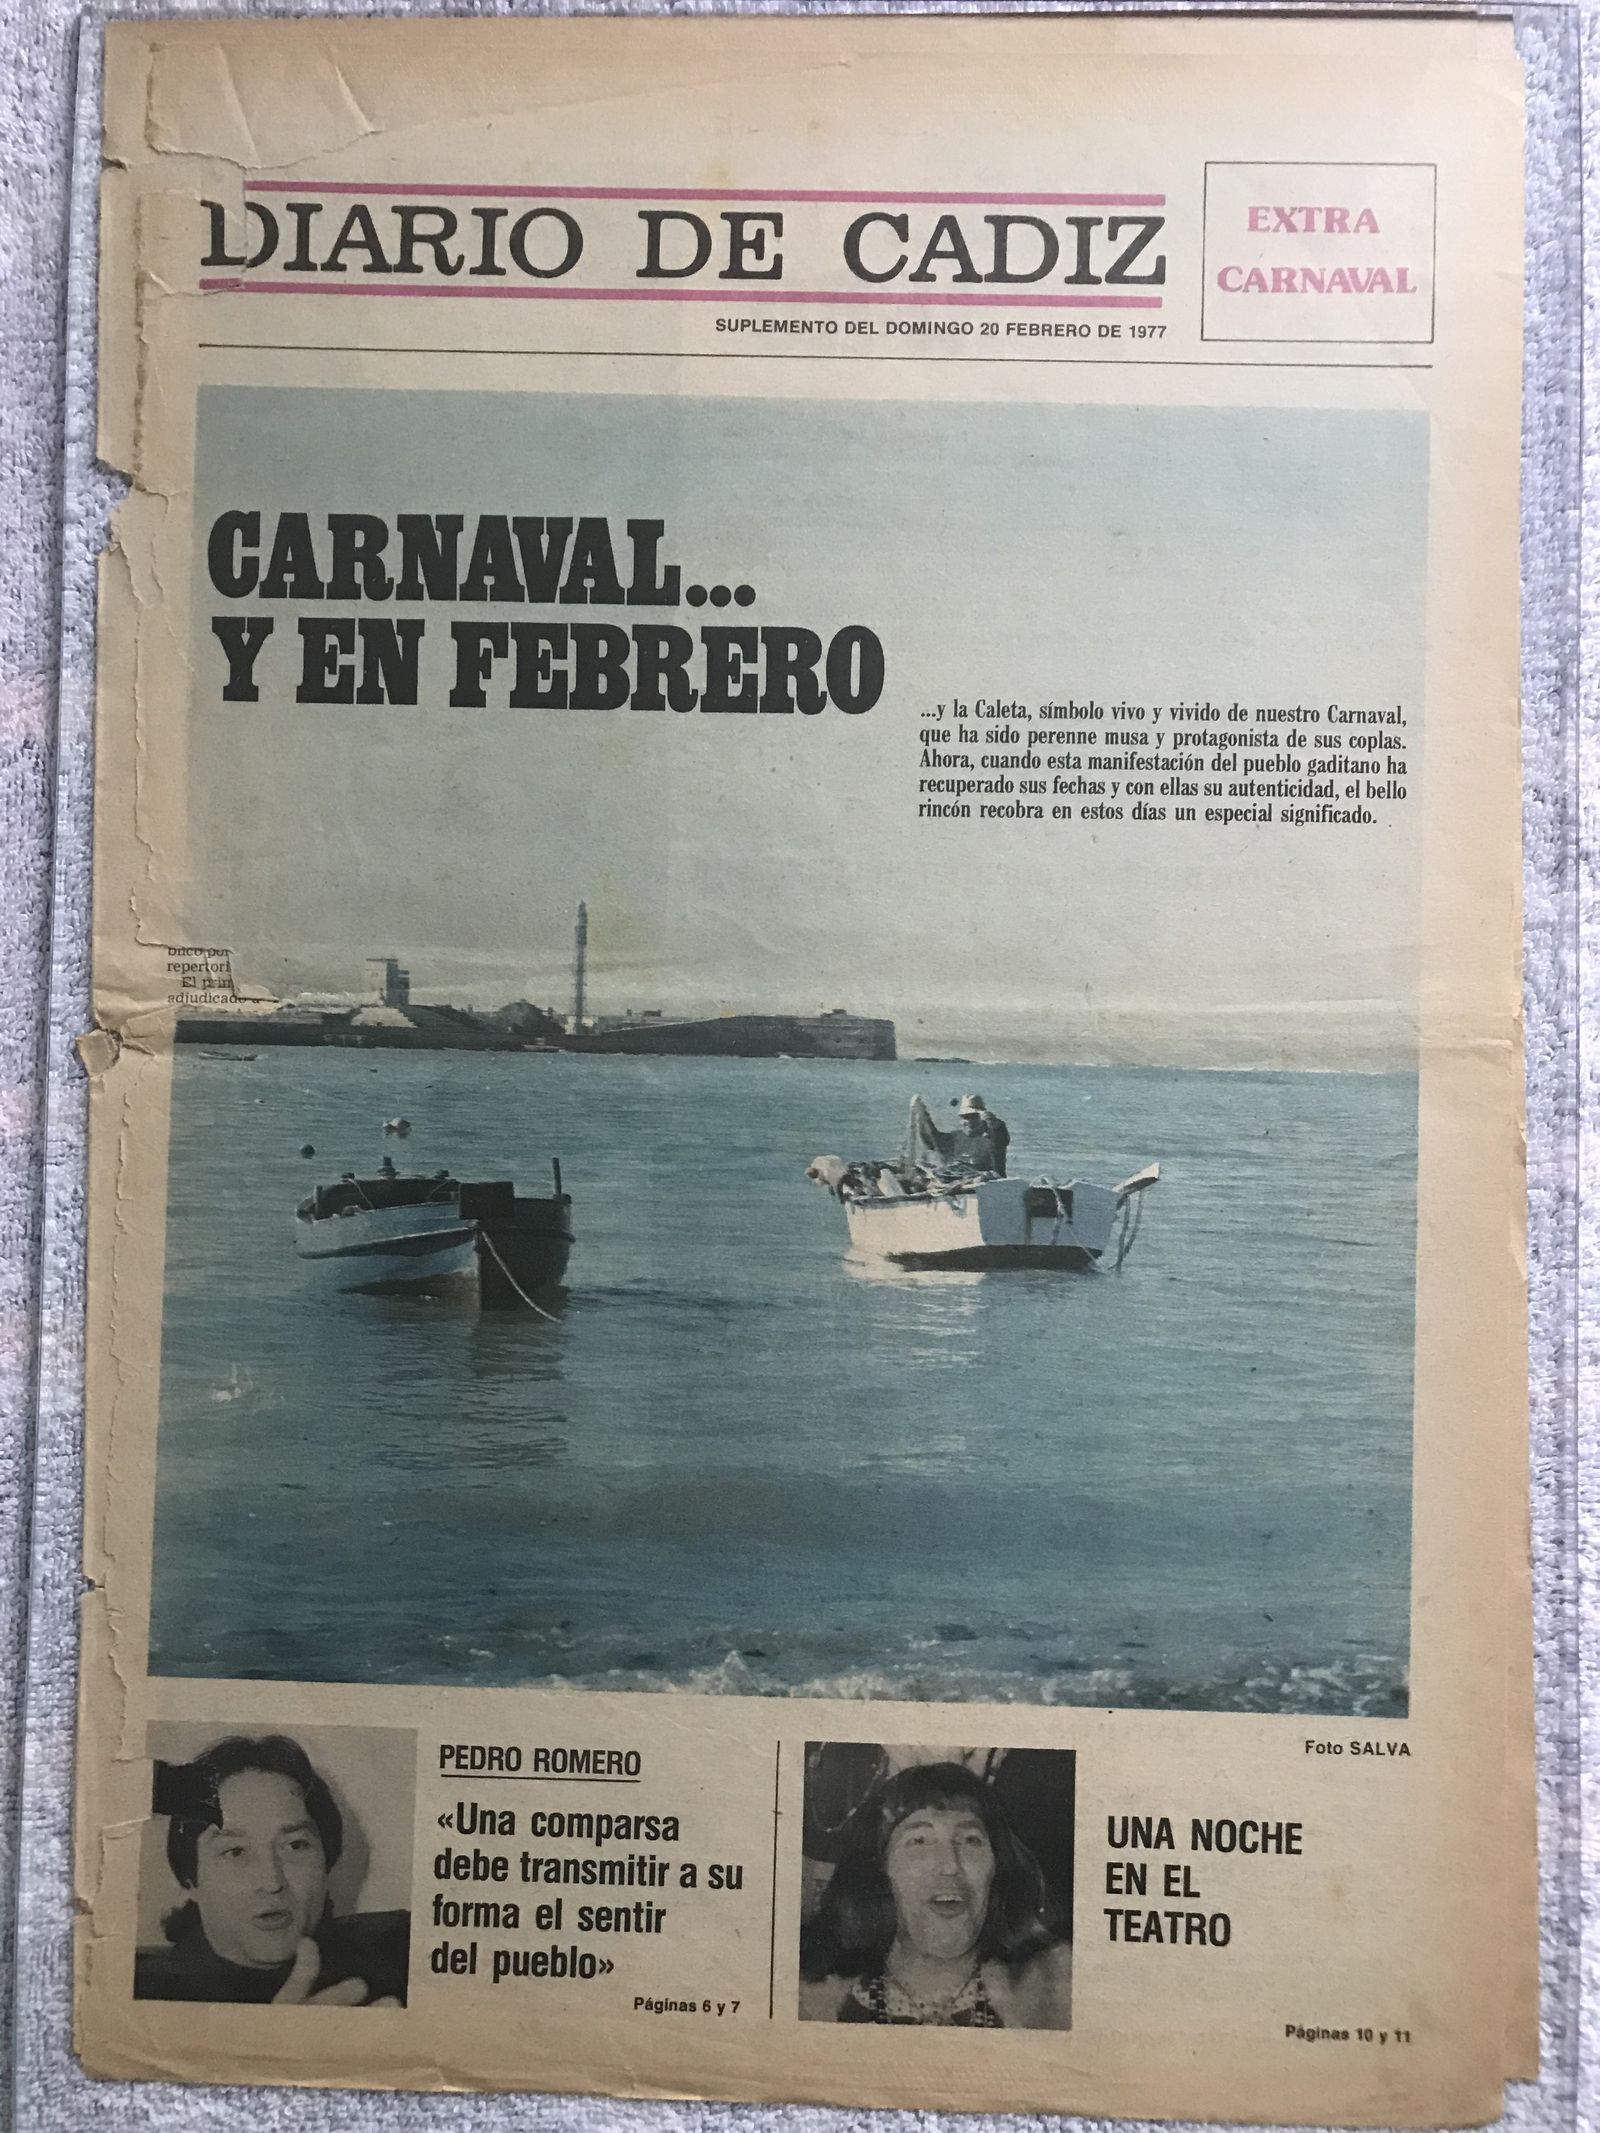 DIARIO DE CADIZ
EXTRA
CARNAVAL
SUPLEMENTO DEL DOMINGO 20 FEBRERO DE 1977
CARNAVAL...
Y EN FEBRERO
...y la Caleta, símbolo vivo y vivido de nuestro Carnaval,
que ha sido perenne musa y protagonista de sus coplas.
Ahora, cuando esta manifestación del pueblo gaditano ha
recuperado sus fechas y con ellas su autenticidad, el bello
rincón recobra en estos días un especial significado.
repertori
El prin
adjudicado a
Foto SALVA
PEDRO ROMERO
«Una comparsa
debe transmitir a su
forma el sentir
del pueblo»
Páginas 6 y 7
UNA NOCHE
EN EL
TEATRO
Páginas 10 y 11